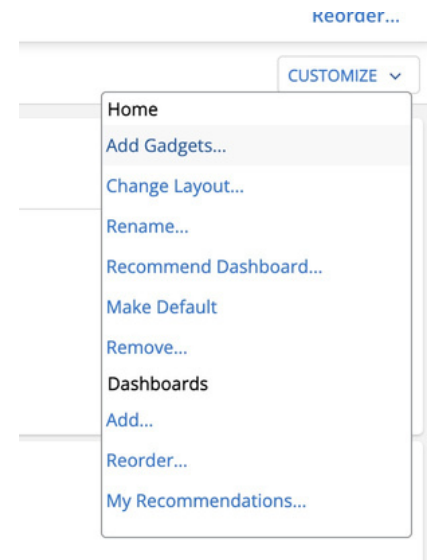 Reorder...
CUSTOMIZE
Home
Add Gadgets...
Change Layout...
Rename...
Recommend Dashboard...
Make Default
Remove...
Dashboards
Add...
Reorder...
My Recommendations...